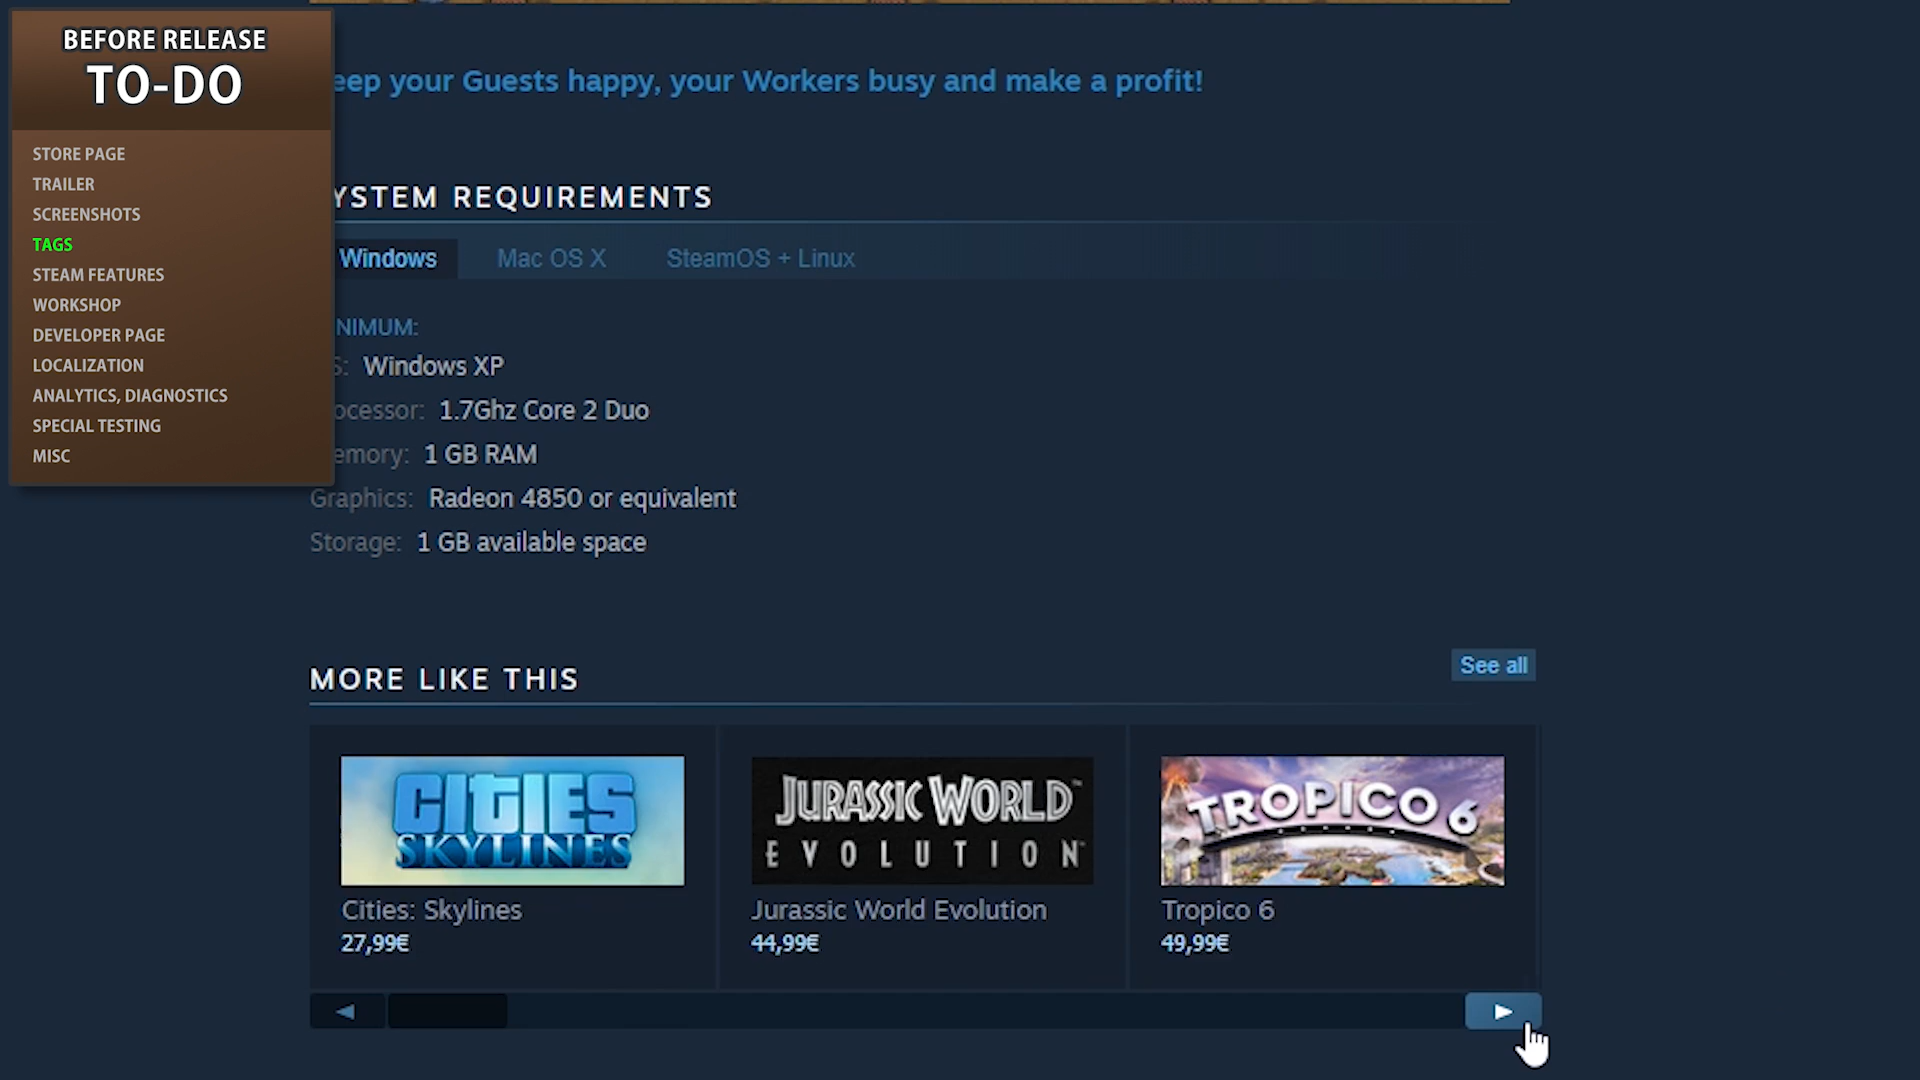 BEFORE RELEASE
TO-DO
STORE PAGE
TRAILER
SCREENSHOTS
TAGS
STEAM FEATURES
WORKSHOP
DEVELOPER PAGE
LOCALIZATION
ANALYTICS, DIAGNOSTICS
SPECIAL TESTING
MISC
eep your Guests happy, your Workers busy and make a profit!
YSTEM REQUIREMENTS
Windows Mac OS X SteamOS + Linux
NIMUM:
S: Windows XP
ocessor: 1.7Ghz Core 2 Duo
emory: 1 GB RAM
Graphics: Radeon 4850 or equivalent
Storage: 1 GB available space
MORE LIKE THIS
See all
CITIES
SKYLINES
JURASSIC WORLD™
EVOLUTION
TROPICO 6
Cities: Skylines
27,99€
Jurassic World Evolution
44,99€
Tropico 6
49,99€